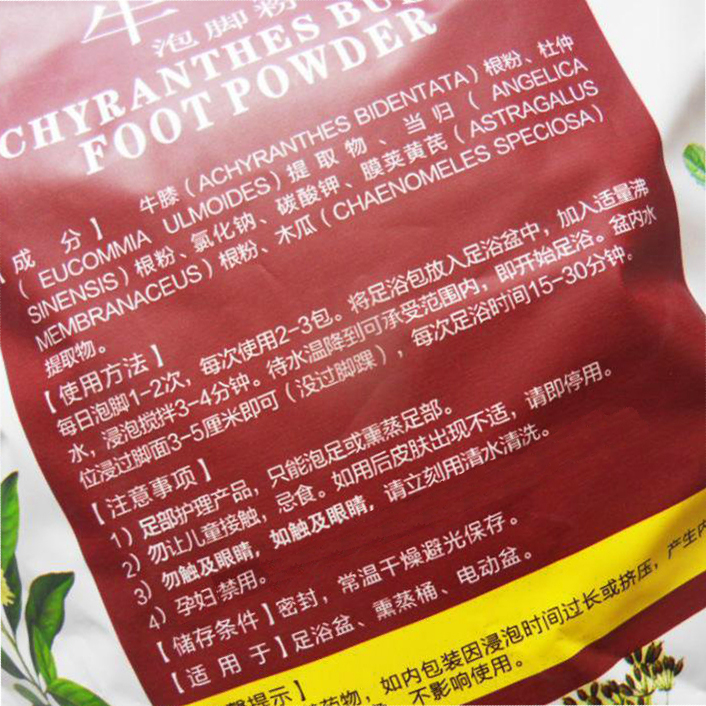 泡脚粉
CHYRANTHES BU
FOOT POWDER
成 分】 牛膝（ACHYRANTHES BIDENTATA）根粉、杜仲
（EUCOMMIA ULMOIDES）提取物、当归（ANGELICA
SINENSIS）根粉、氯化钠、碳酸钾、膜荚黄芪（ASTRAGALUS
MEMBRANACEUS）根粉、木瓜（CHAENOMELES SPECIOSA）
提取物。
【使用方法】
每日泡脚1-2次，每次使用2-3包。将足浴包放入足浴盆中，加入适量沸
水，浸泡搅拌3-4分钟。待水温降到可承受范围内，即开始足浴。盆内水
位浸过脚面3-5厘米即可（没过脚踝），每次足浴时间15-30分钟。
【注意事项】
1）足部护理产品，只能泡足或熏蒸足部。
2）勿让儿童接触，忌食。如用后皮肤出现不适，请即停用。
3）勿触及眼睛，如触及眼睛，请立刻用清水清洗。
4）孕妇禁用。
【储存条件】密封，常温干燥避光保存。
【适 用 于】足浴盆、熏蒸桶、电动盆。
提示】
药物，如内包装因浸泡时间过长或挤压，产生内
不影响使用。